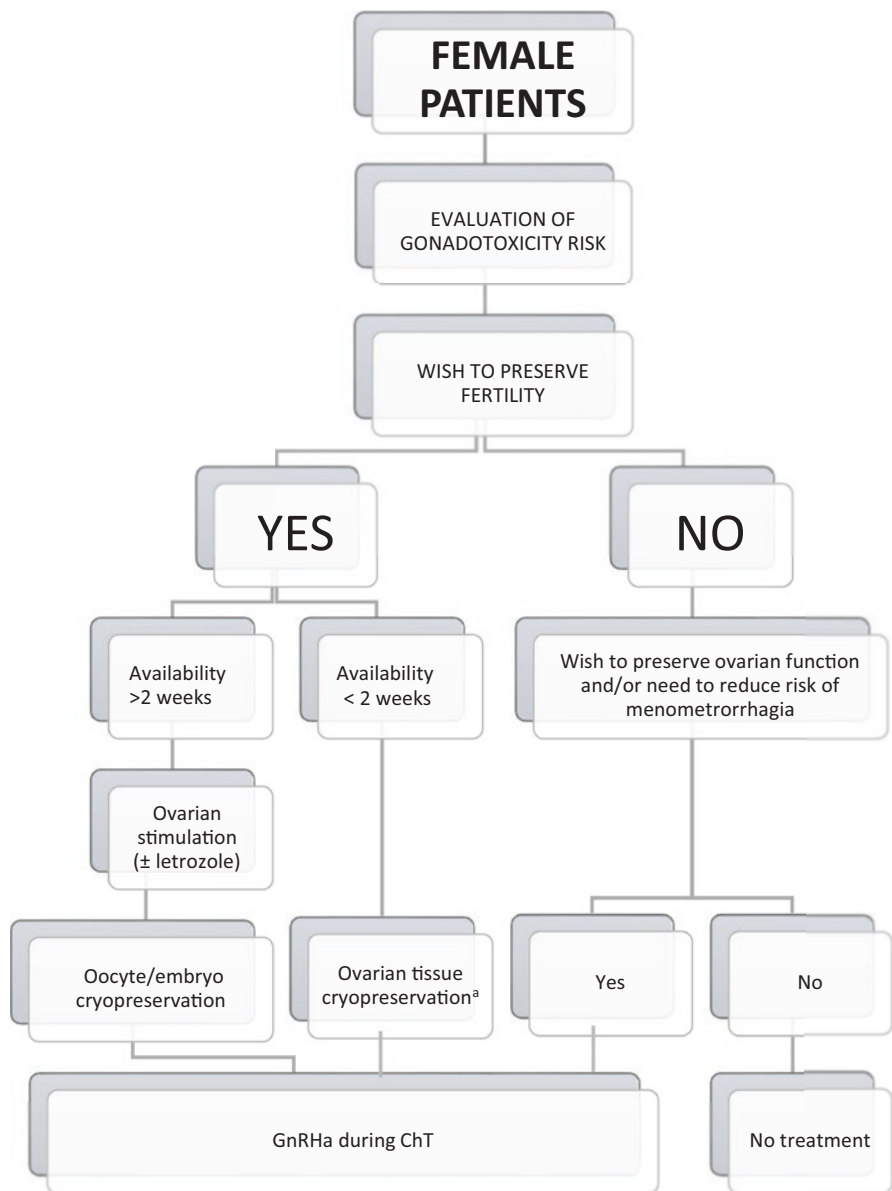 FEMALE
PATIENTS
EVALUATION OF
GONADOTOXICITY RISK
WISH TO PRESERVE
FERTILITY
YES
NO
Availability
>2 weeks
Availability
< 2 weeks
Wish to preserve ovarian function
and/or need to reduce risk of
menometrorrhagia
Ovarian
stimulation
(± letrozole)
Oocyte/embryo
cryopreservation
Ovarian tissue
cryopreservationᵃ
Yes
No
GnRHa during ChT
No treatment